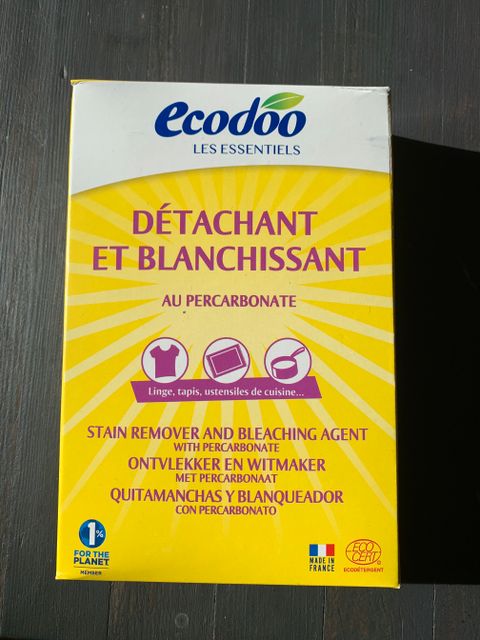 ecodoo
LES ESSENTIELS
DÉTACHANT
ET BLANCHISSANT
AU PERCARBONATE
Linge, tapis, ustensiles de cuisine...
STAIN REMOVER AND BLEACHING AGENT
WITH PERCARBONATE
ONTVLEKKER EN WITMAKER
MET PERCARBONAAT
QUITAMANCHAS Y BLANQUEADOR
CON PERCARBONATO
1%
FOR THE
PLANET
MEMBER
MADE IN
FRANCE
ECO
CERT
ECODÉTERGENT